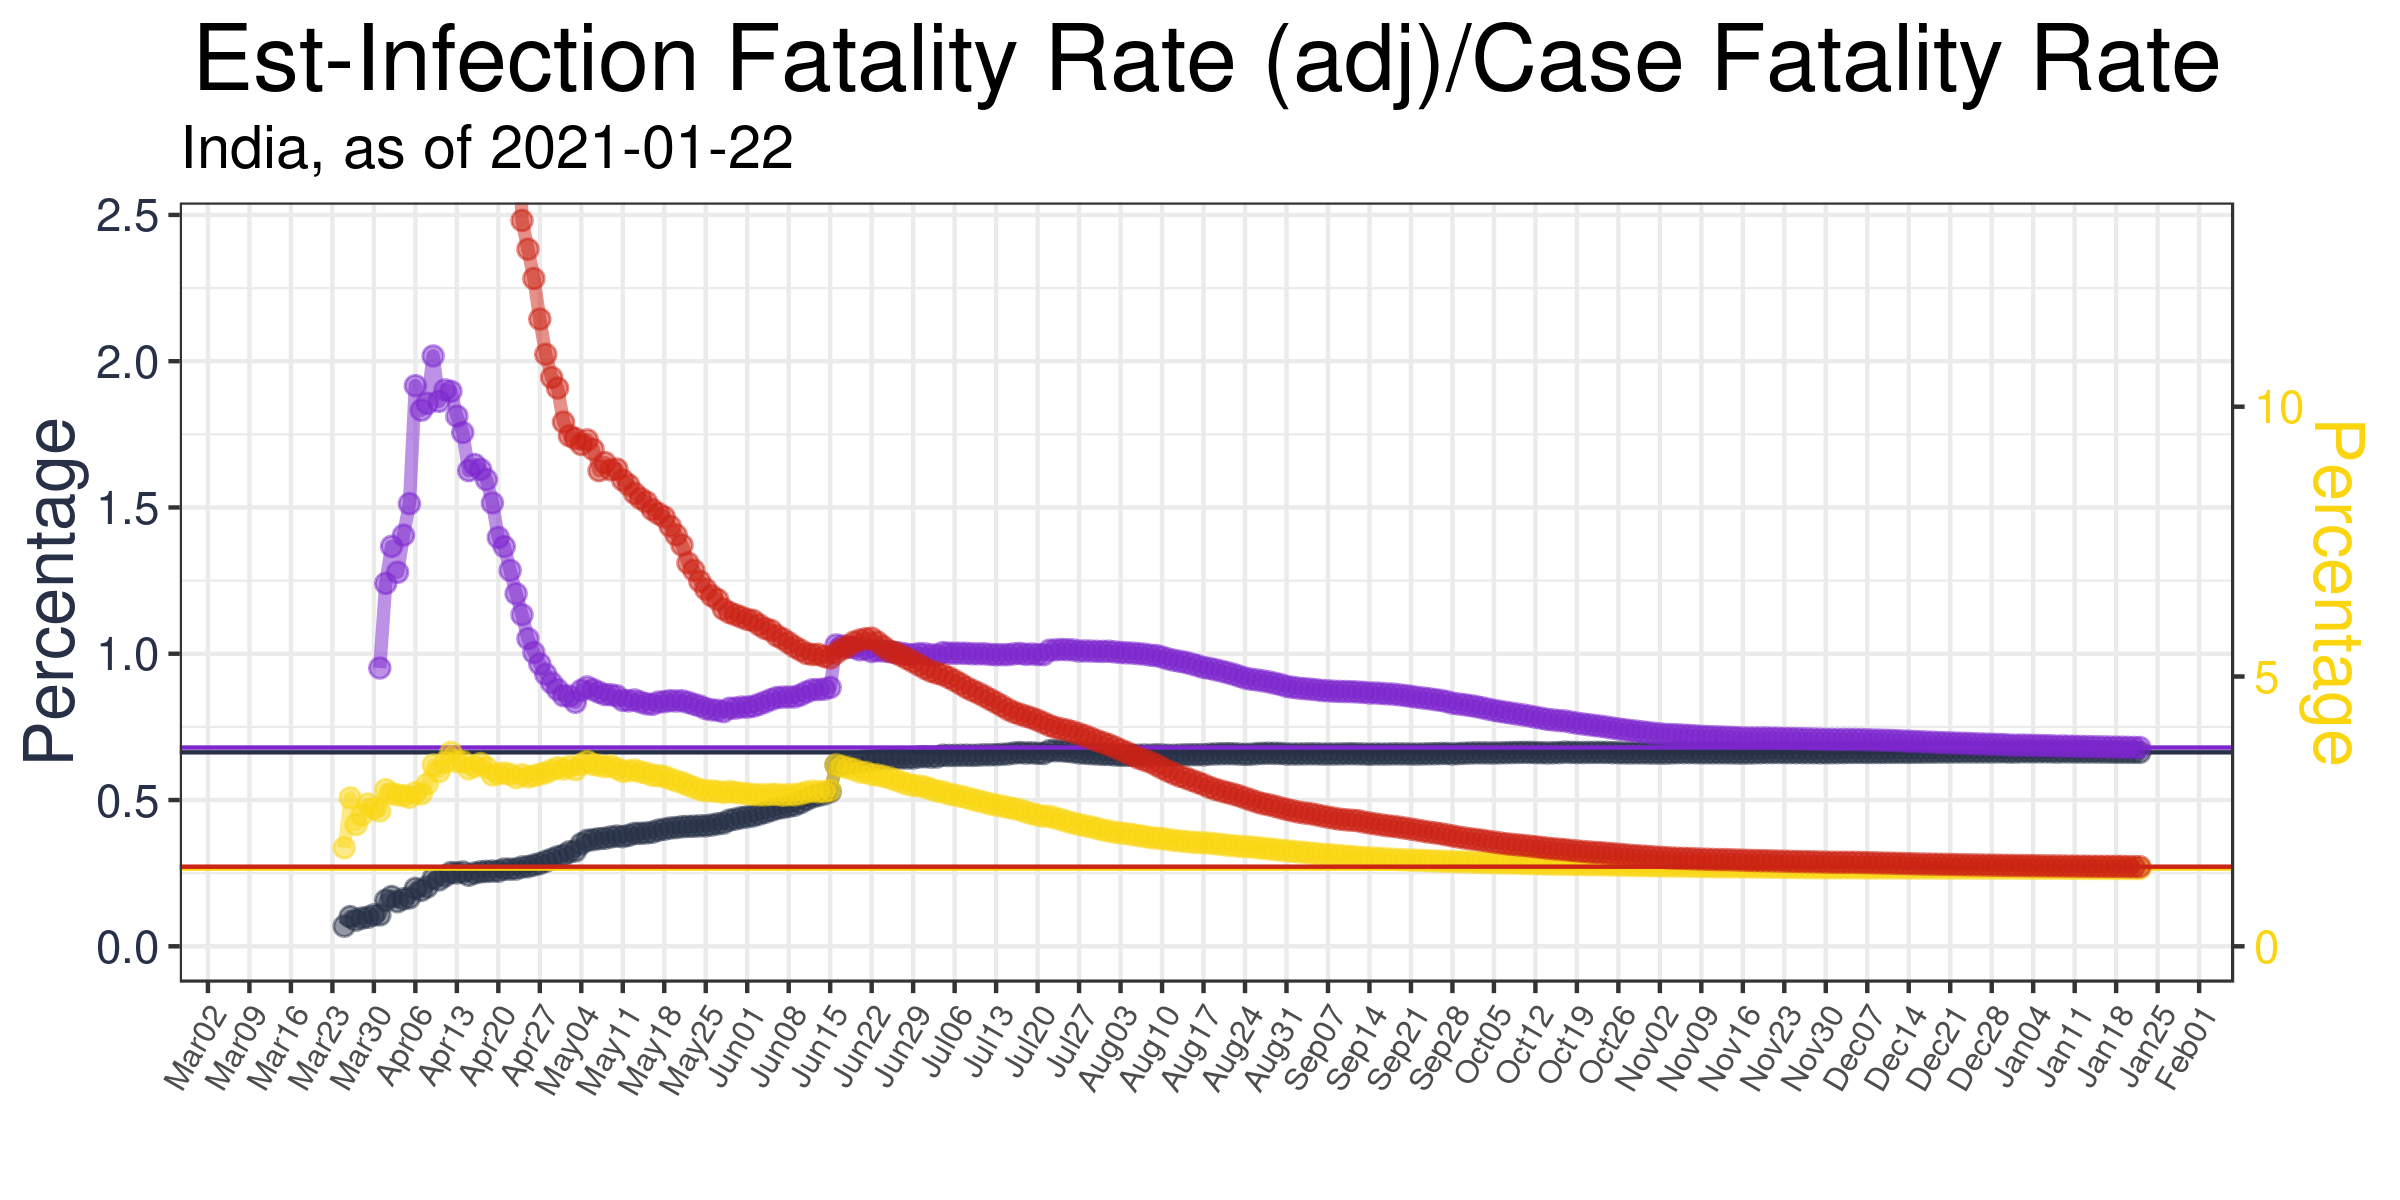 Est-Infection Fatality Rate (adj)/Case Fatality Rate
India, as of 2021-01-22
Percentage
2.5
2.0
1.5
1.0
0.5
0.0
10
5
0
Percentage
Mar02
Mar09
Mar16
Mar23
Mar30
Apr06
Apr13
Apr20
Apr27
May04
May11
May18
May25
Jun01
Jun08
Jun15
Jun22
Jun29
Jul06
Jul13
Jul20
Jul27
Aug03
Aug10
Aug17
Aug24
Aug31
Sep07
Sep14
Sep21
Sep28
Oct05
Oct12
Oct19
Oct26
Nov02
Nov09
Nov16
Nov23
Nov30
Dec07
Dec14
Dec21
Dec28
Jan04
Jan11
Jan18
Jan25
Feb01